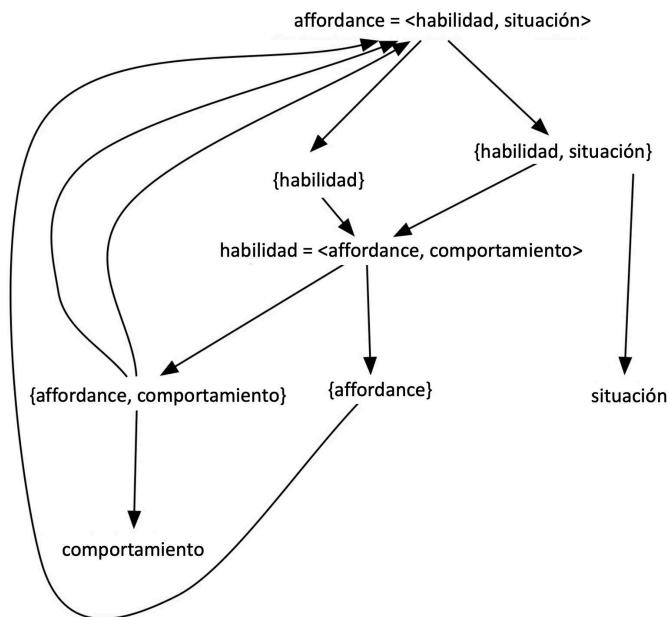 affordance = <habilidad, situación>
{habilidad, situación}
{habilidad}
habilidad = <affordance, comportamiento>
{affordance, comportamiento}
{affordance}
situación
comportamiento